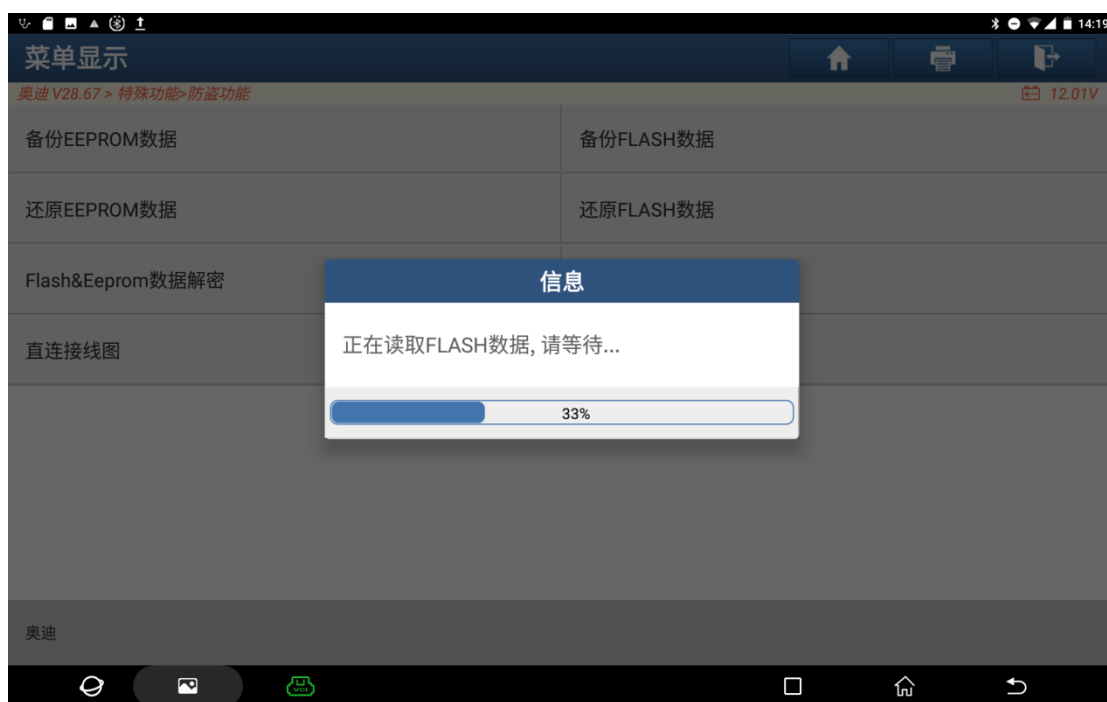 14:19
菜单显示
奥迪 V28.67 > 特殊功能>防盗功能 12.01V
备份EEPROM数据 备份FLASH数据
还原EEPROM数据 还原FLASH数据
Flash&Eeprom数据解密
信息
正在读取FLASH数据, 请等待...
直连接线图
33%
奥迪
VCI